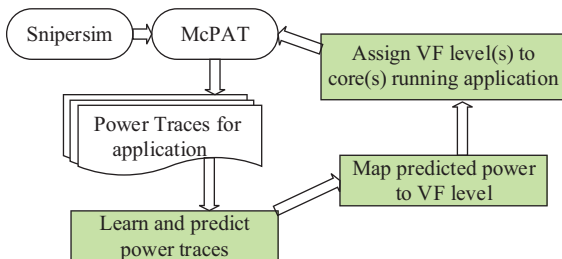 Snipersim
McPAT
Assign VF level(s) to
core(s) running application
Power Traces for
application
Map predicted power
to VF level
Learn and predict
power traces